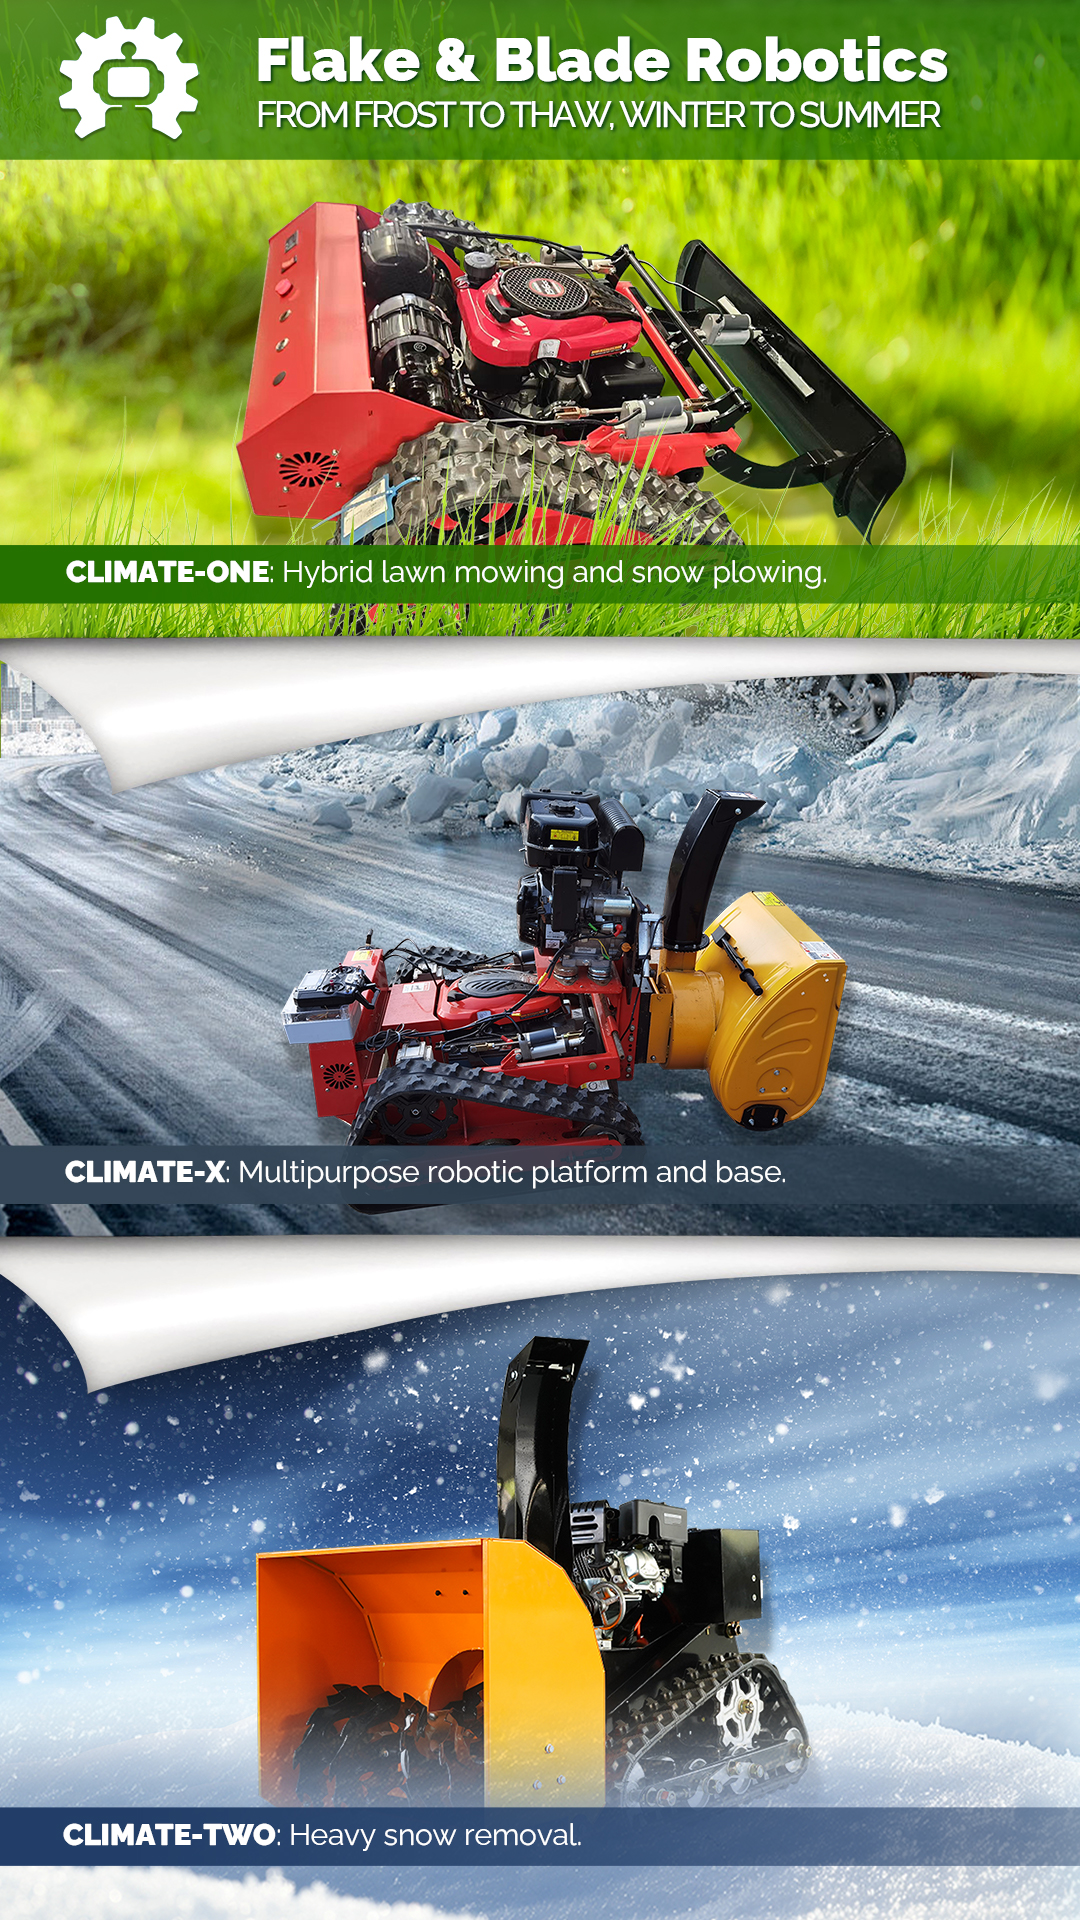 Flake & Blade Robotics
FROM FROST TO THAW, WINTER TO SUMMER
CLIMATE-ONE: Hybrid lawn mowing and snow plowing.
CLIMATE-X: Multipurpose robotic platform and base.
CLIMATE-TWO: Heavy snow removal.